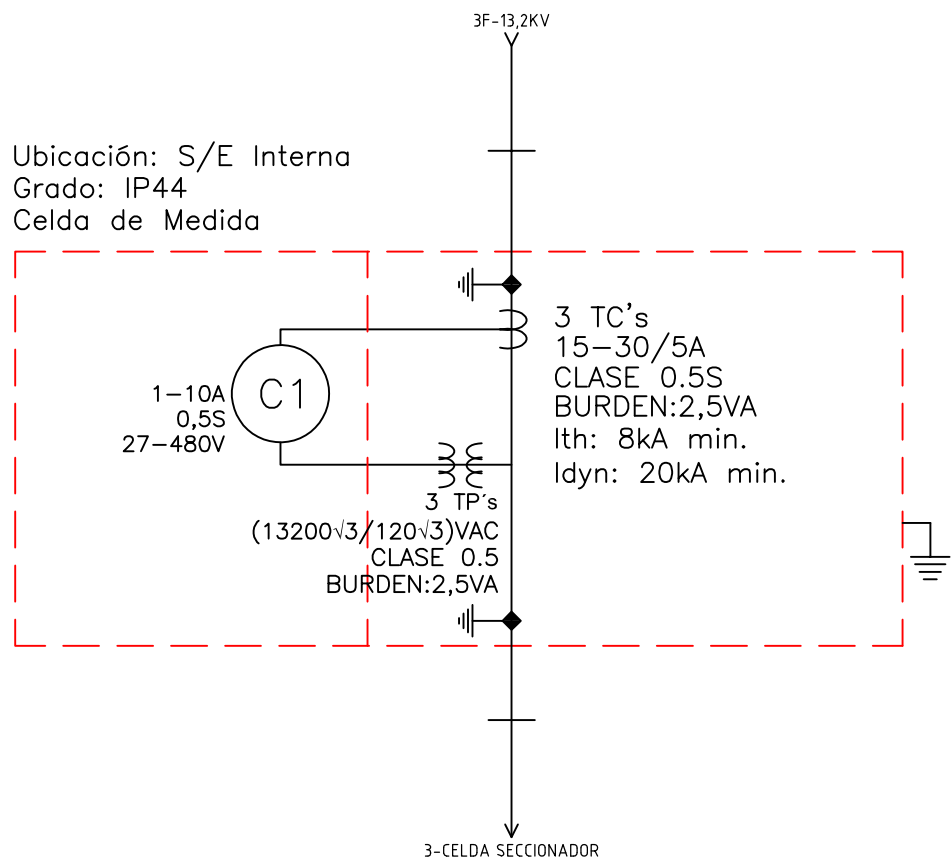 3F-13,2KV
Ubicación: S/E Interna
Grado: IP44
Celda de Medida
3 TC's
15-30/5A
CLASE 0.5S
BURDEN:2,5VA
Ith: 8kA min.
Idyn: 20kA min.
C1
1-10A
0,5S
27-480V
3 TP's
(13200√3/120√3)VAC
CLASE 0.5
BURDEN:2,5VA
3-CELDA SECCIONADOR